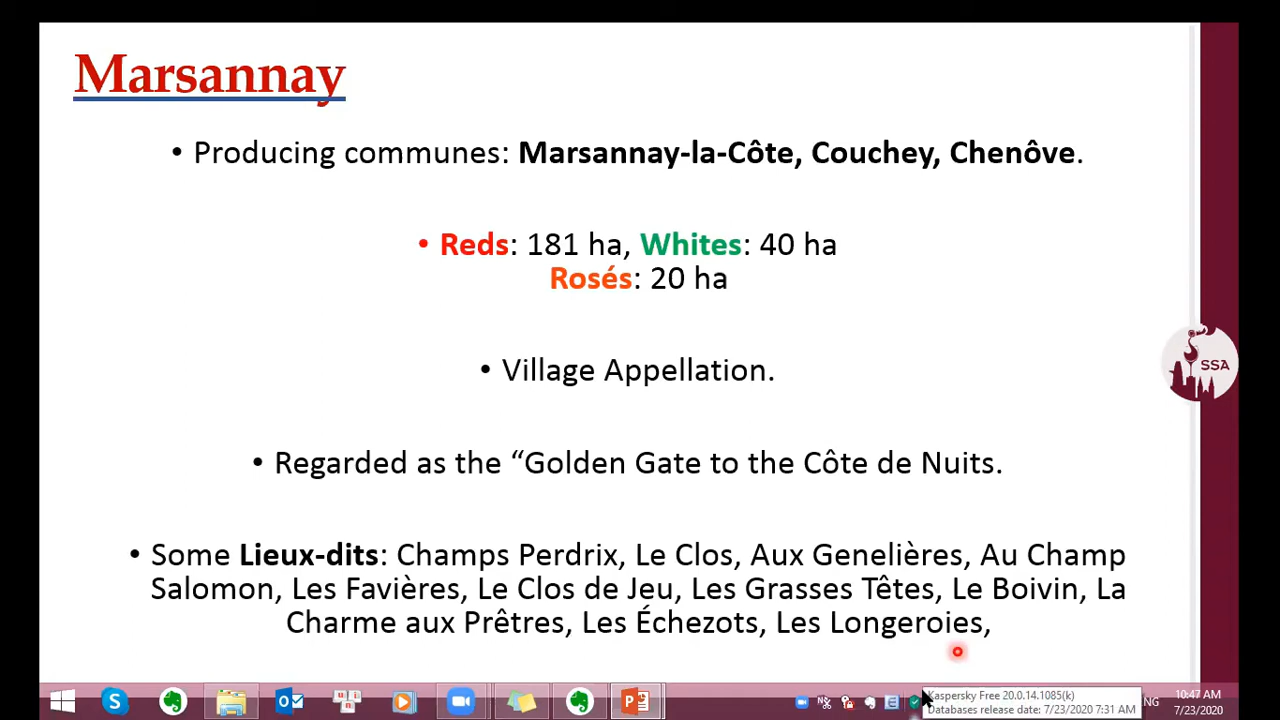 Marsannay
• Producing communes: Marsannay-la-Côte, Couchey, Chenôve.
• Reds: 181 ha, Whites: 40 ha
Rosés: 20 ha
• Village Appellation.
• Regarded as the “Golden Gate to the Côte de Nuits.
• Some Lieux-dits: Champs Perdrix, Le Clos, Aux Genelières, Au Champ
Salomon, Les Favières, Le Clos de Jeu, Les Grasses Têtes, Le Boivin, La
Charme aux Prêtres, Les Échezots, Les Longeroies,
SSA
Kaspersky Free 20.0.14.1085(k)
Databases release date: 7/23/2020 7:31 AM
NG
10:47 AM
7/23/2020